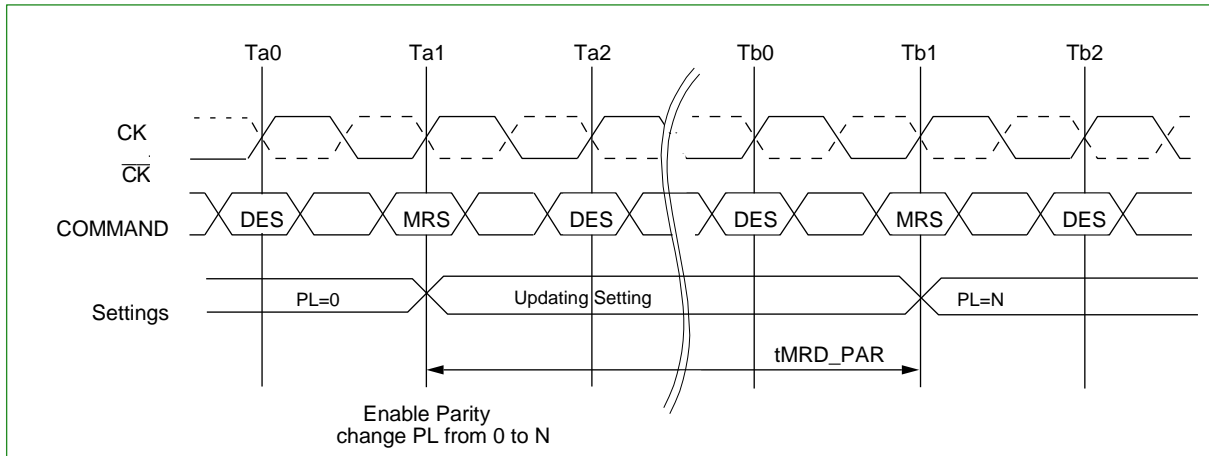 Ta0 Ta1 Ta2 Tb0 Tb1 Tb2
CK
CK
COMMAND DES MRS DES DES MRS DES
Settings PL=0 Updating Setting PL=N
tMRD_PAR
Enable Parity
change PL from 0 to N